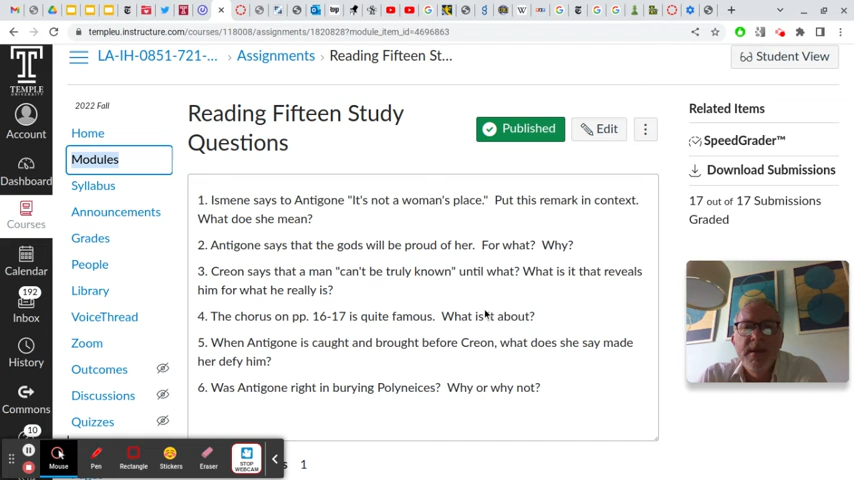 templeu.instructure.com/courses/118008/assignments/1820828?module_item_id=4696863
LA-IH-0851-721-... > Assignments > Reading Fifteen St...
Student View
TEMPLE
UNIVERSITY
Account
Dashboard
Courses
Calendar
192
Inbox
History
Commons
10
2022 Fall
Home
Modules
Syllabus
Announcements
Grades
People
Library
VoiceThread
Zoom
Outcomes
Discussions
Quizzes
Reading Fifteen Study
Questions
Published
Edit
1. Ismene says to Antigone "It's not a woman's place." Put this remark in context.
What doe she mean?
2. Antigone says that the gods will be proud of her. For what? Why?
3. Creon says that a man "can't be truly known" until what? What is it that reveals
him for what he really is?
4. The chorus on pp. 16-17 is quite famous. What is it about?
5. When Antigone is caught and brought before Creon, what does she say made
her defy him?
6. Was Antigone right in burying Polyneices? Why or why not?
1
Related Items
SpeedGrader™
Download Submissions
17 out of 17 Submissions
Graded
Mouse
Pen
Rectangle
Stickers
Eraser
STOP
WEBCAM